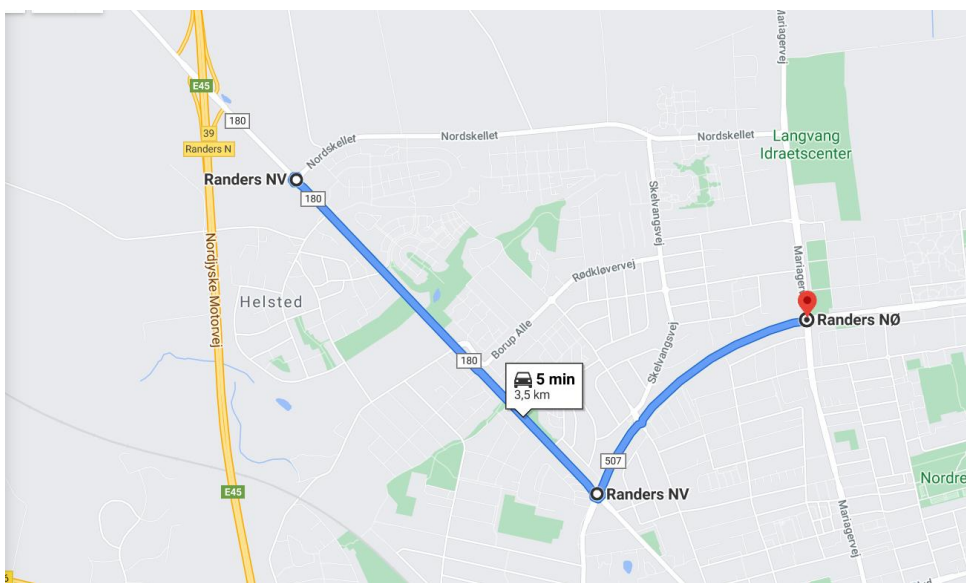 Mariagervej
E45
180
39
Randers N
Nordskellet
Nordskellet
Nordskellet
Langvang
Idraetscenter
Randers NV
180
Skelvangsvej
Nordjyske Motorvej
Mariagervej
Rødkløvervej
Helsted
Randers NØ
Borup Alle
180
Skelvangsvej
5 min
3,5 km
507
Randers NV
E45
Nordre
Mariagervej